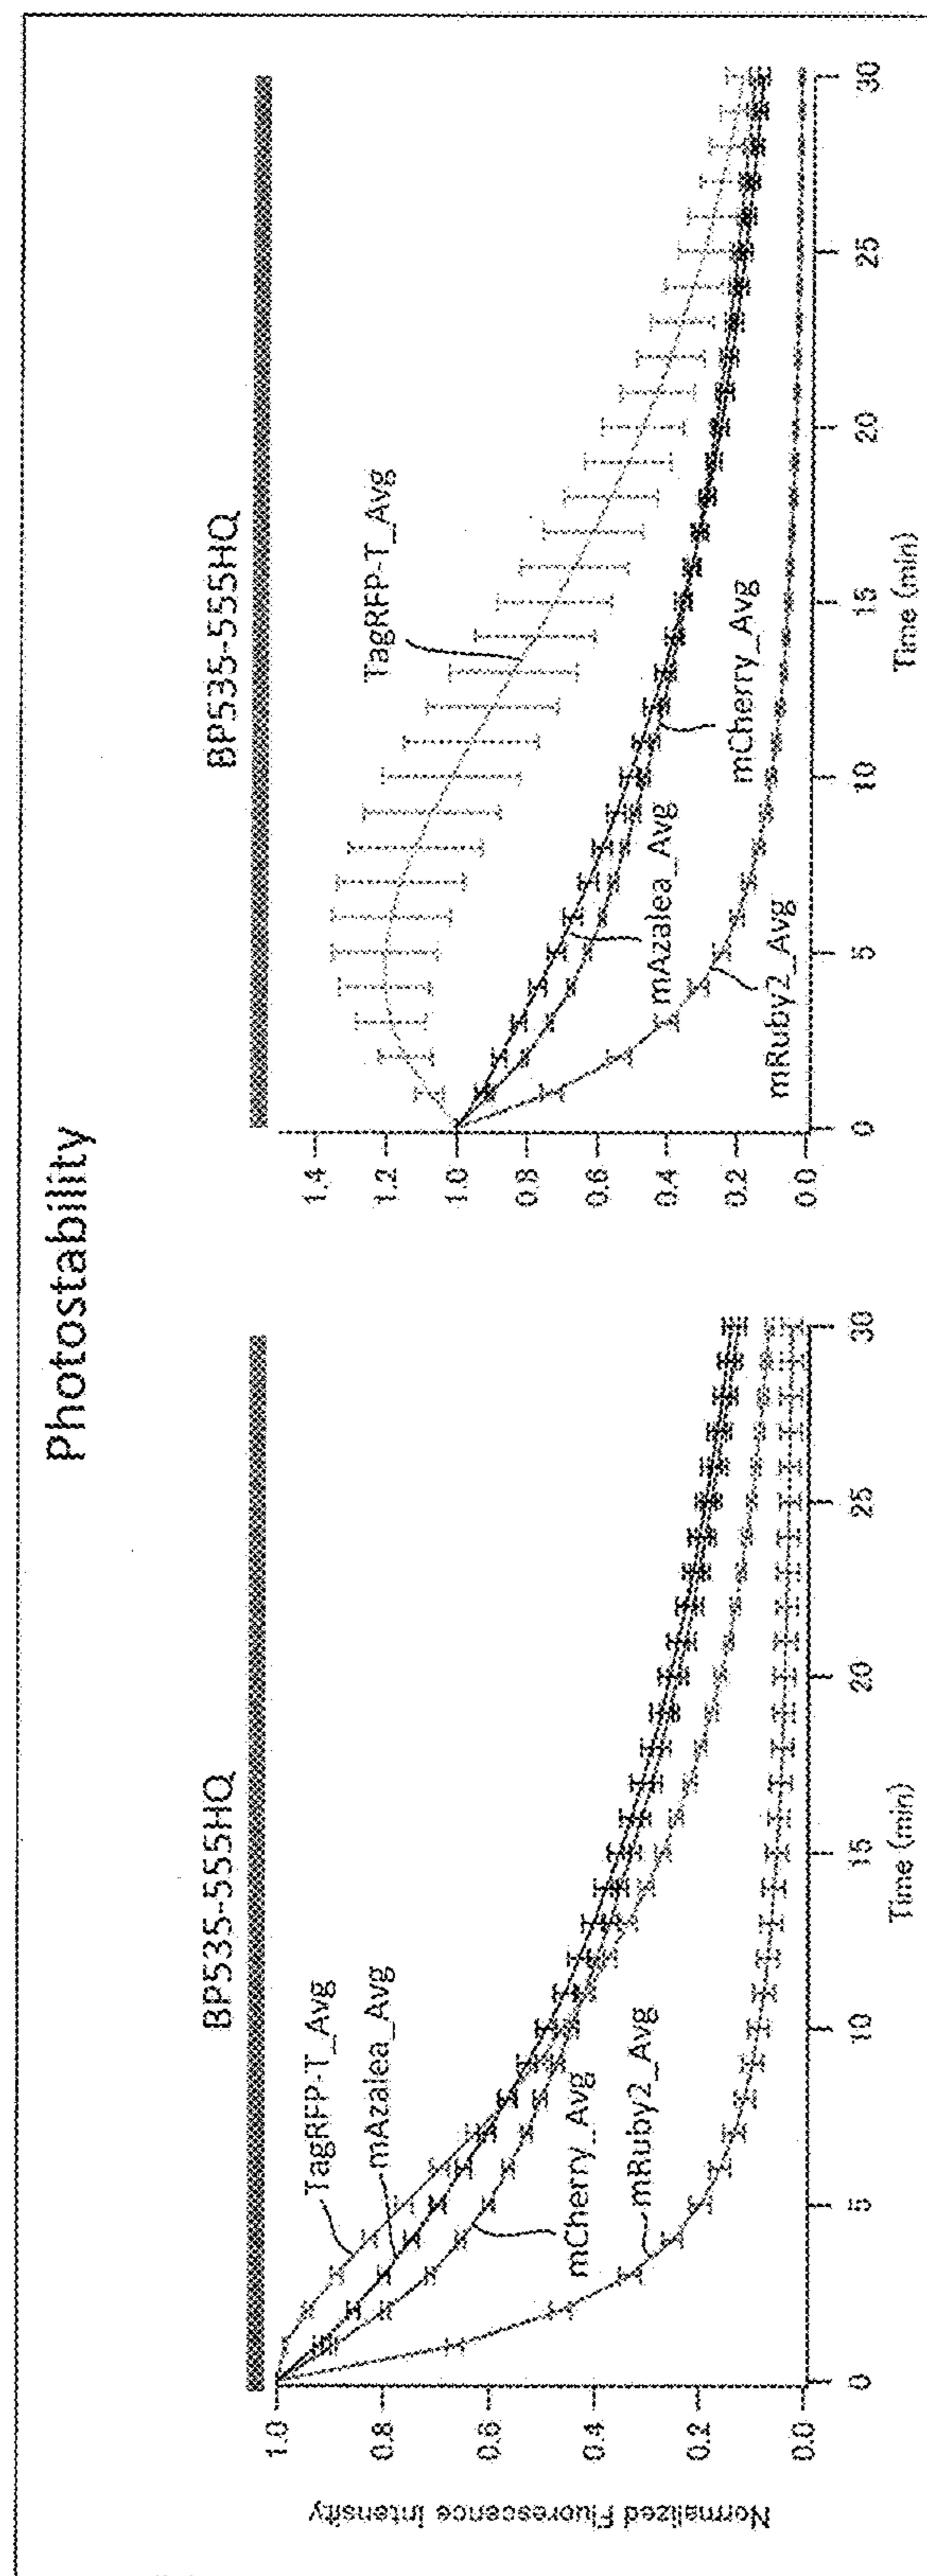 Photostability
BP535-555HQ
Normalized Fluorescence Intensity
1.0
0.8
0.6
0.4
0.2
0.0
TagRFP-T_Avg
mAzalea_Avg
mCherry_Avg
mRuby2_Avg
0 5 10 15 20 25 30
Time (min)
BP535-555HQ
1.4
1.2
1.0
0.8
0.6
0.4
0.2
0.0
TagRFP-T_Avg
mAzalea_Avg
mCherry_Avg
mRuby2_Avg
0 5 10 15 20 25 30
Time (min)